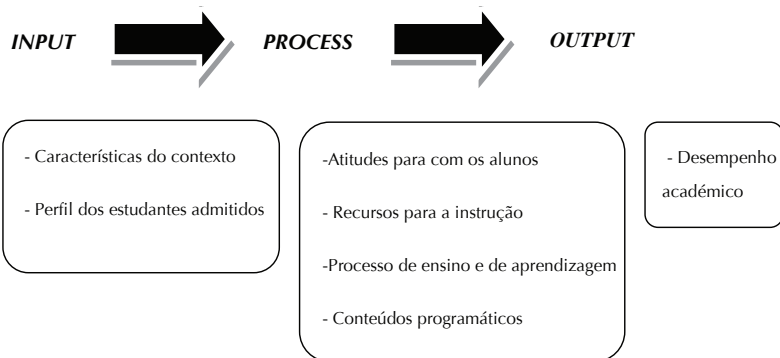 INPUT PROCESS OUTPUT
- Características do contexto
- Perfil dos estudantes admitidos
-Atitudes para com os alunos
- Recursos para a instrução
-Processo de ensino e de aprendizagem
- Conteúdos programáticos
- Desempenho
académico